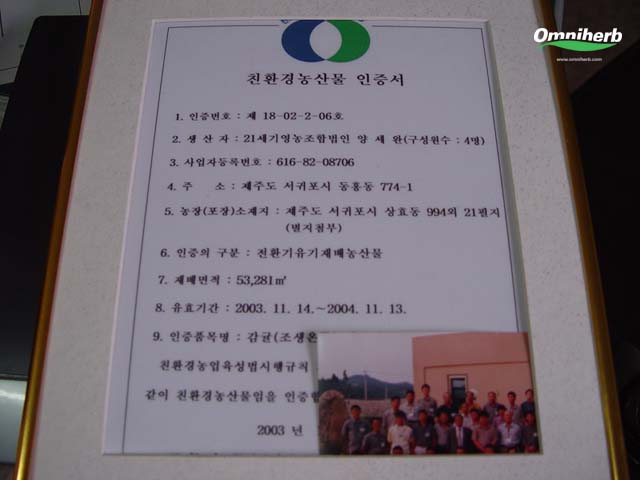 Omniherb
www.omniherb.com
친환경농산물 인증서
1. 인증번호 : 제 18-02-2-06호
2. 생 산 자 : 21세기영농조합법인 양 세 완(구성원수 : 4명)
3. 사업자등록번호 : 616-82-08706
4. 주 소 : 제주도 서귀포시 동홍동 774-1
5. 농장(포장)소재지 : 제주도 서귀포시 상효동 994외 21필지
(별지첨부)
6. 인증의 구분 : 전환기유기재배농산물
7. 재배면적 : 53,281㎡
8. 유효기간 : 2003. 11. 14.~2004. 11. 13.
9. 인증품목명 : 감귤(조생온
친환경농업육성법시행규칙
같이 친환경농산물임을 인증합
2003 년